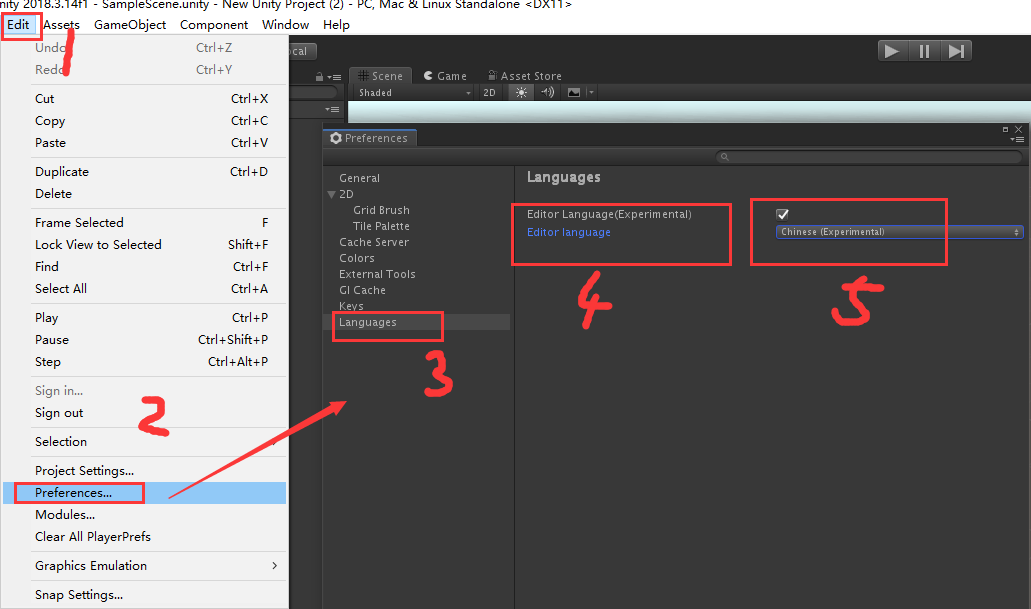 nity 2018.3.14f1 - SampleScene.unity - New Unity Project (2) - PC, Mac & Linux Standalone <DX11>
Edit Assets GameObject Component Window Help
1
Undo Ctrl+Z
Redo Ctrl+Y
Cut Ctrl+X
Copy Ctrl+C
Paste Ctrl+V
Duplicate Ctrl+D
Delete
Frame Selected F
Lock View to Selected Shift+F
Find Ctrl+F
Select All Ctrl+A
Play Ctrl+P
Pause Ctrl+Shift+P
Step Ctrl+Alt+P
Sign in...
Sign out
2
Selection
Project Settings...
Preferences...
Modules...
Clear All PlayerPrefs
Graphics Emulation
Snap Settings...
ocal
Scene Game Asset Store
Shaded 2D
Preferences
General
2D
Grid Brush
Tile Palette
Cache Server
Colors
External Tools
GI Cache
Keys
Languages
3
Languages
Editor Language(Experimental)
Editor language Chinese (Experimental)
4
5